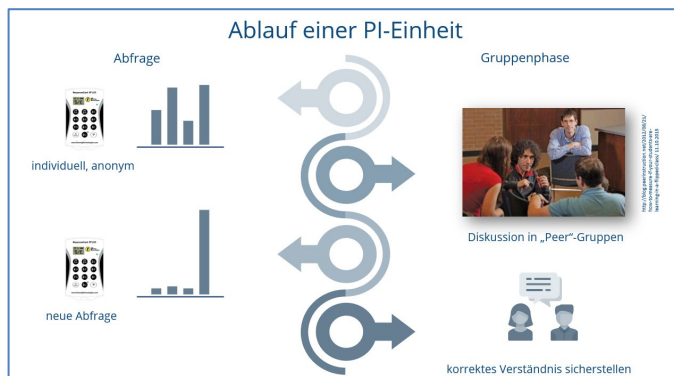 Ablauf einer PI-Einheit
Abfrage
Gruppenphase
individuell, anonym
Diskussion in „Peer“-Gruppen
neue Abfrage
korrektes Verständnis sicherstellen